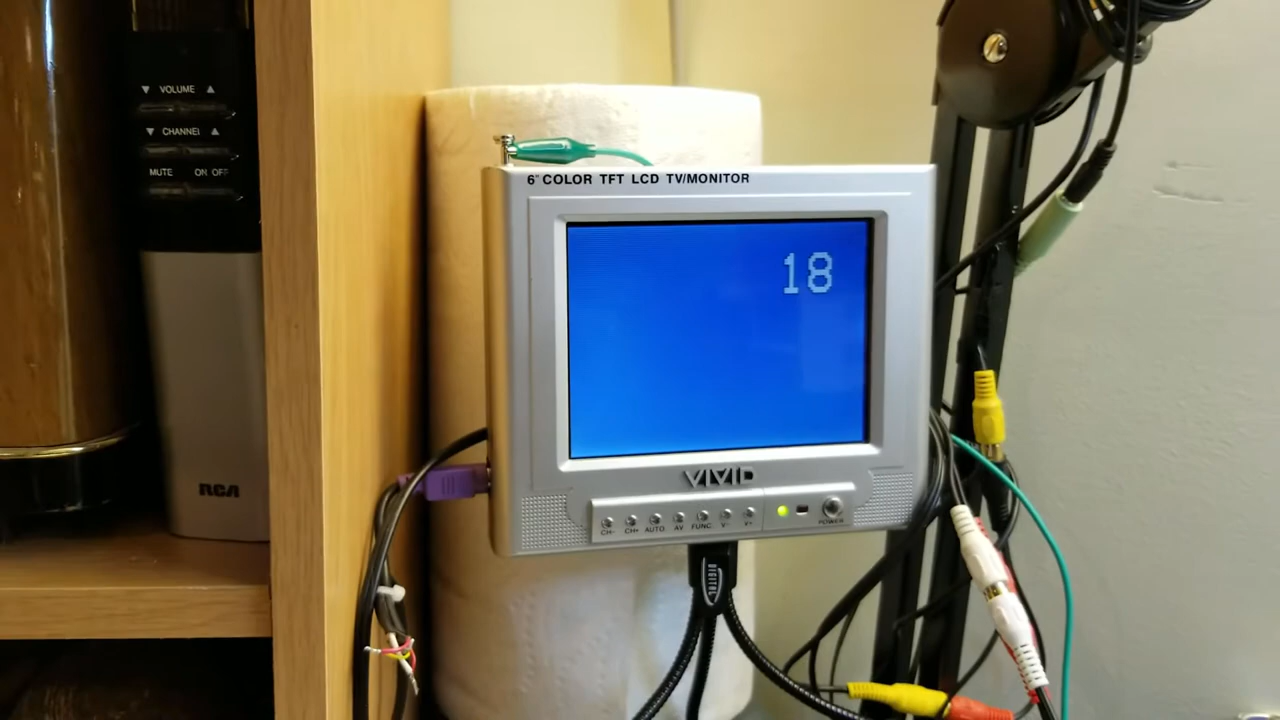 ▼ VOLUME ▲
▼ CHANNEL ▲
MUTE ON OFF
RCA
6" COLOR TFT LCD TV/MONITOR
18
VIVID
CH- CH+ AUTO AV FUNC. V- V+ POWER
DIGITAL